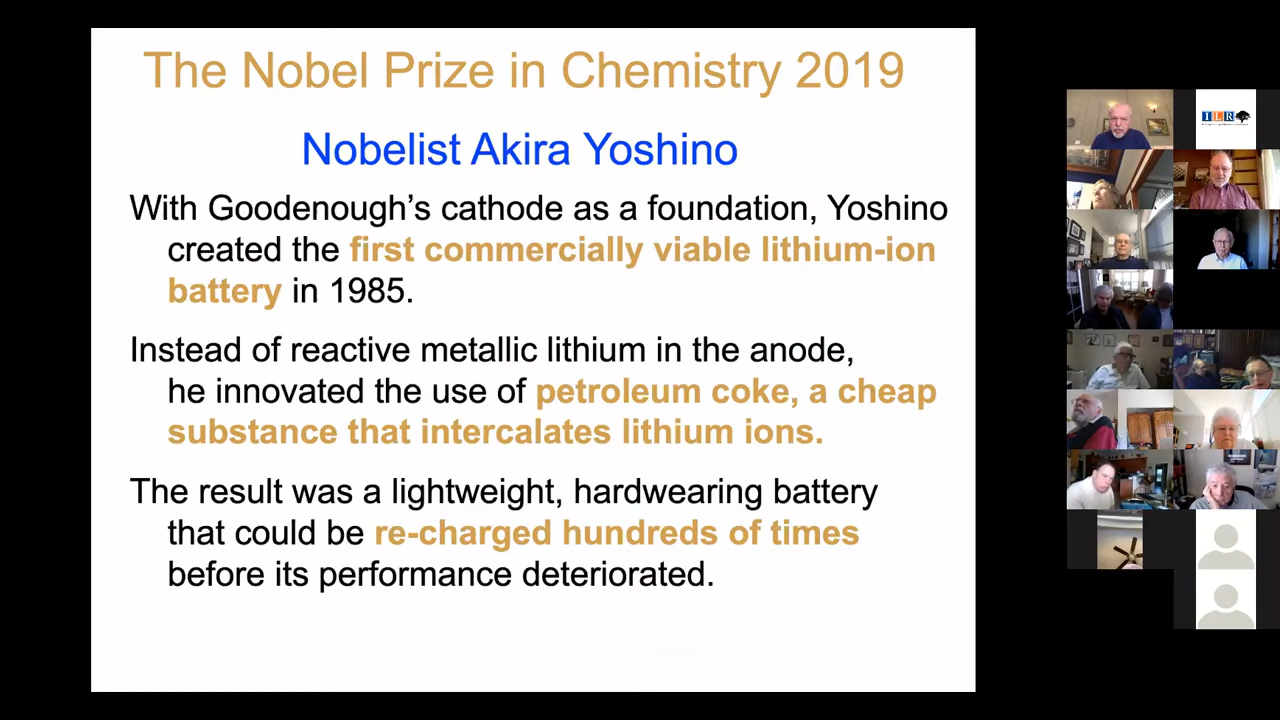 The Nobel Prize in Chemistry 2019
Nobelist Akira Yoshino
With Goodenough’s cathode as a foundation, Yoshino
created the first commercially viable lithium-ion
battery in 1985.
Instead of reactive metallic lithium in the anode,
he innovated the use of petroleum coke, a cheap
substance that intercalates lithium ions.
The result was a lightweight, hardwearing battery
that could be re-charged hundreds of times
before its performance deteriorated.
ILR